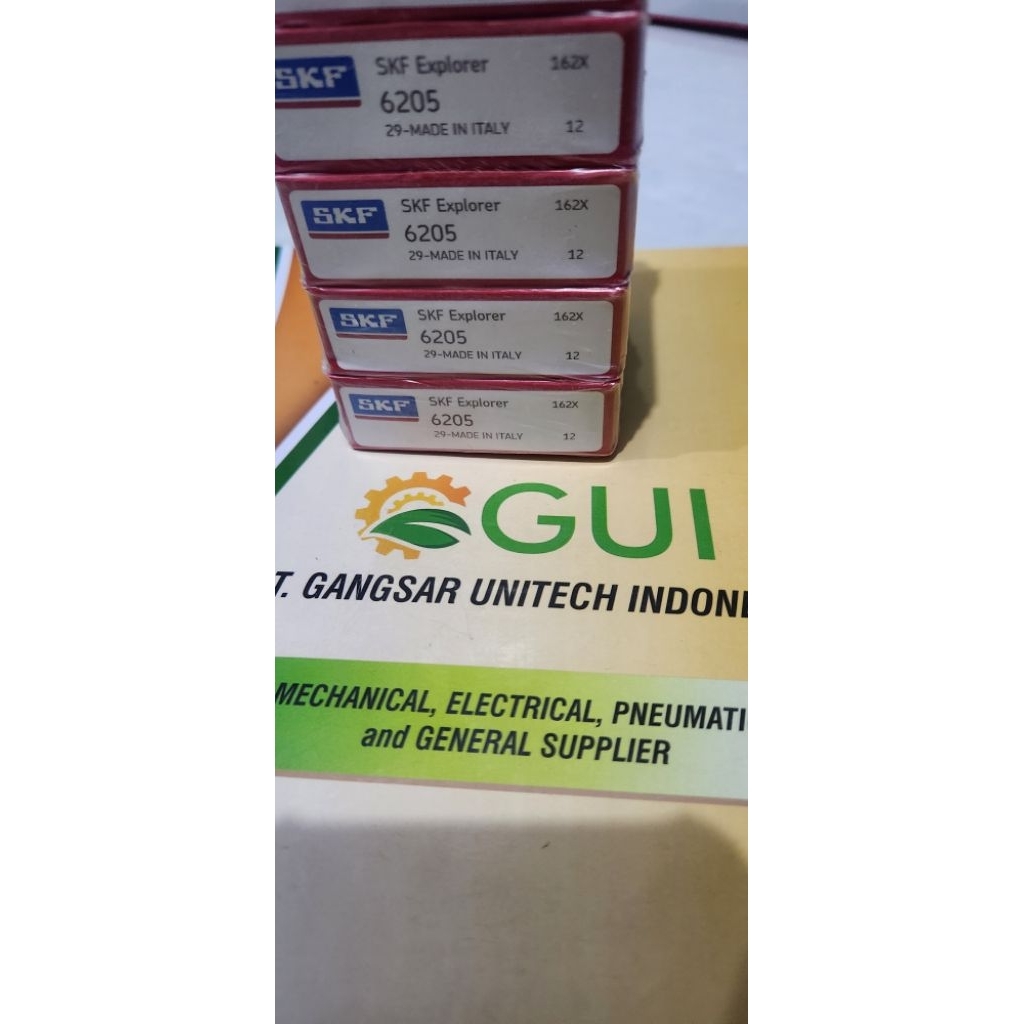 SKF SKF Explorer 162X
6205
29-MADE IN ITALY 12
SKF SKF Explorer 162X
6205
29-MADE IN ITALY 12
SKF SKF Explorer 162X
6205
29-MADE IN ITALY 12
SKF SKF Explorer 162X
6205
29-MADE IN ITALY 12
GUI
T. GANGSAR UNITECH INDONE
MECHANICAL, ELECTRICAL, PNEUMATI
and GENERAL SUPPLIER